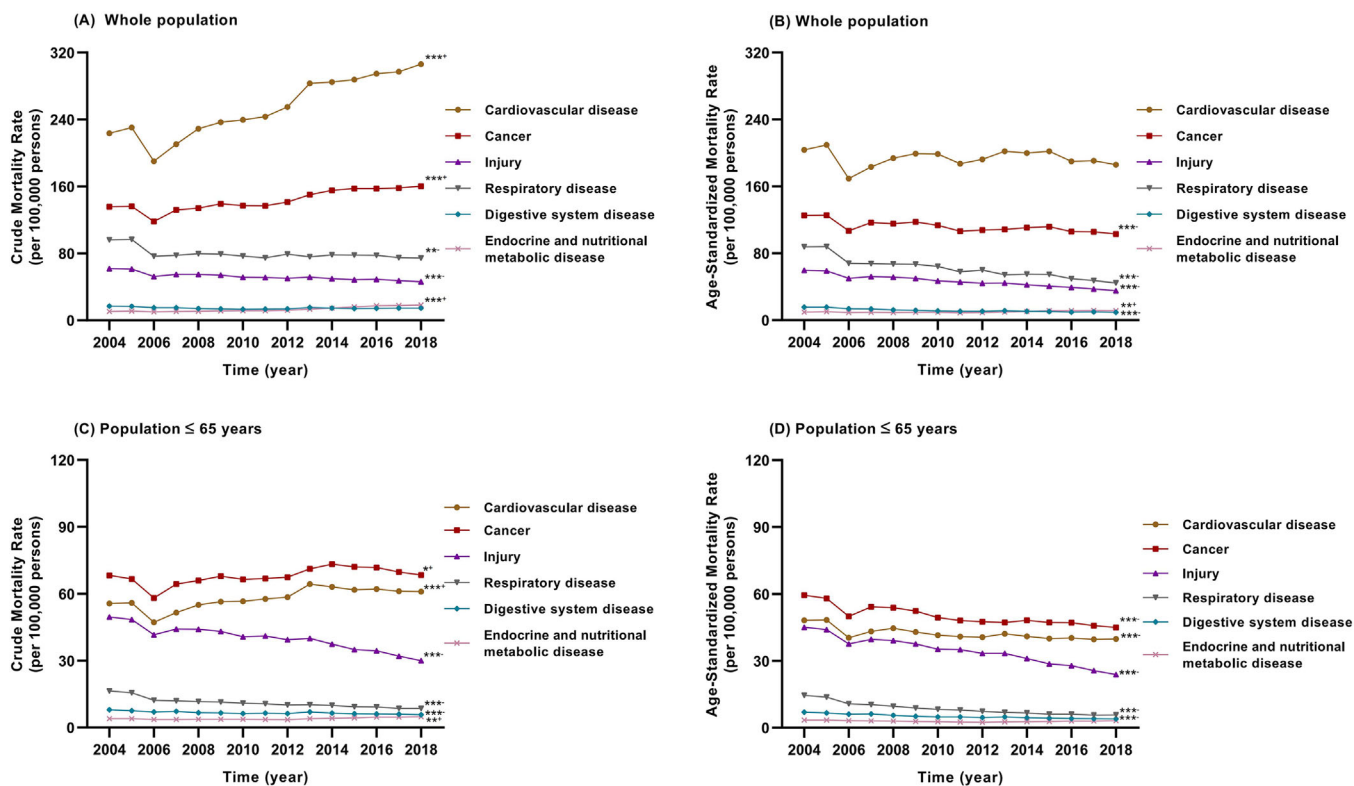 (A) Whole population
Crude Mortality Rate
(per 100,000 persons)
320
240
160
80
0
2004 2006 2008 2010 2012 2014 2016 2018
Time (year)
***+
***+
**-
***-
***+
Cardiovascular disease
Cancer
Injury
Respiratory disease
Digestive system disease
Endocrine and nutritional
metabolic disease
(B) Whole population
Age-Standardized Mortality Rate
(per 100,000 persons)
320
240
160
80
0
2004 2006 2008 2010 2012 2014 2016 2018
Time (year)
***-
***-
***-
**+
***-
Cardiovascular disease
Cancer
Injury
Respiratory disease
Digestive system disease
Endocrine and nutritional
metabolic disease
(C) Population ≤ 65 years
Crude Mortality Rate
(per 100,000 persons)
120
90
60
30
0
2004 2006 2008 2010 2012 2014 2016 2018
Time (year)
*+
***+
***-
***-
***-
**+
Cardiovascular disease
Cancer
Injury
Respiratory disease
Digestive system disease
Endocrine and nutritional
metabolic disease
(D) Population ≤ 65 years
Age-Standardized Mortality Rate
(per 100,000 persons)
120
90
60
30
0
2004 2006 2008 2010 2012 2014 2016 2018
Time (year)
***-
***-
***-
***-
***-
Cardiovascular disease
Cancer
Injury
Respiratory disease
Digestive system disease
Endocrine and nutritional
metabolic disease